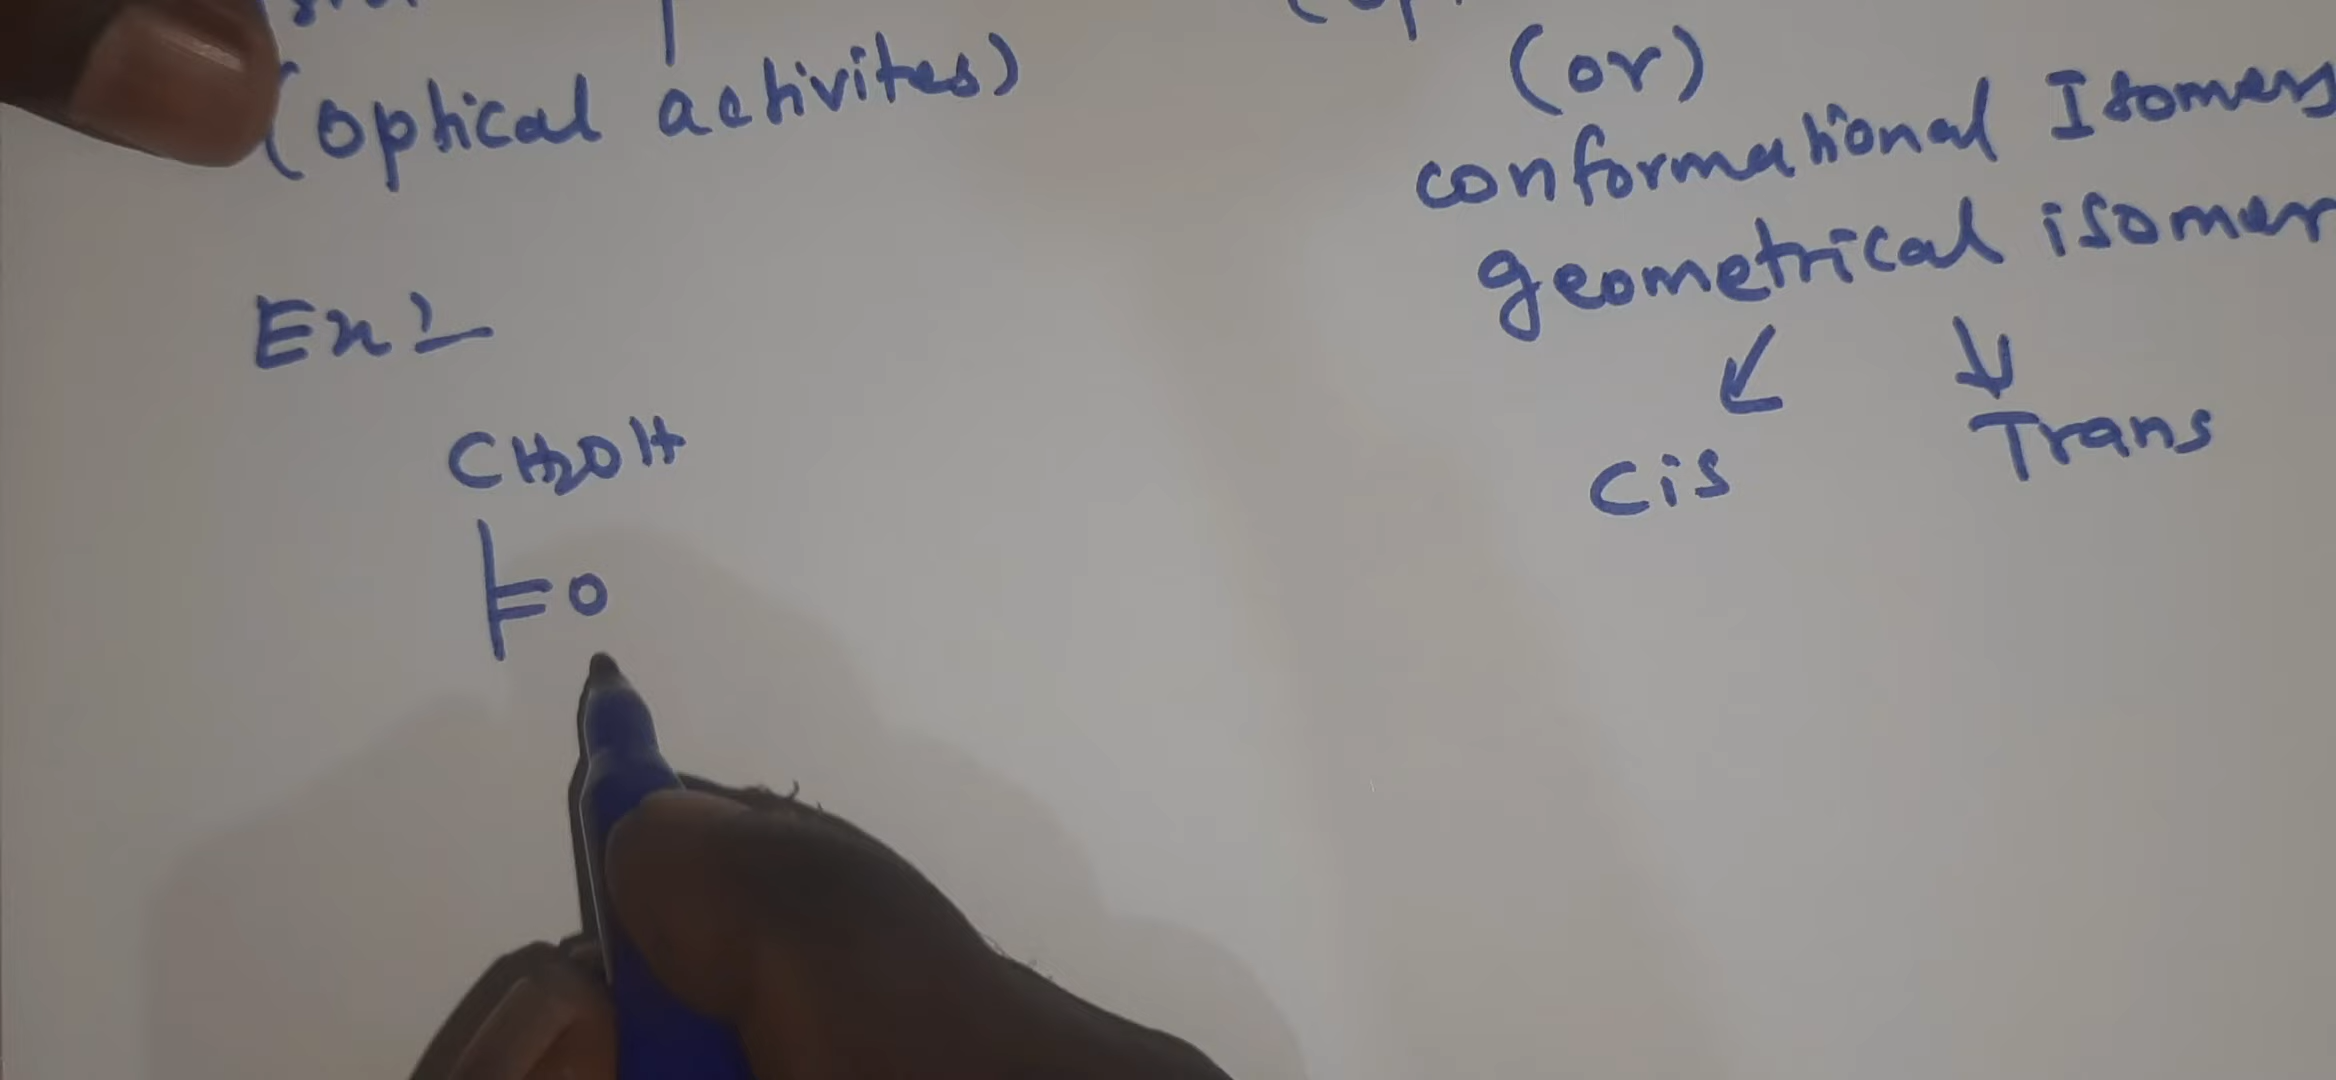 (optical activites)
Ex:-
CH2OH
=O
(or)
conformational Isomers
geometrical isomer
Cis
Trans